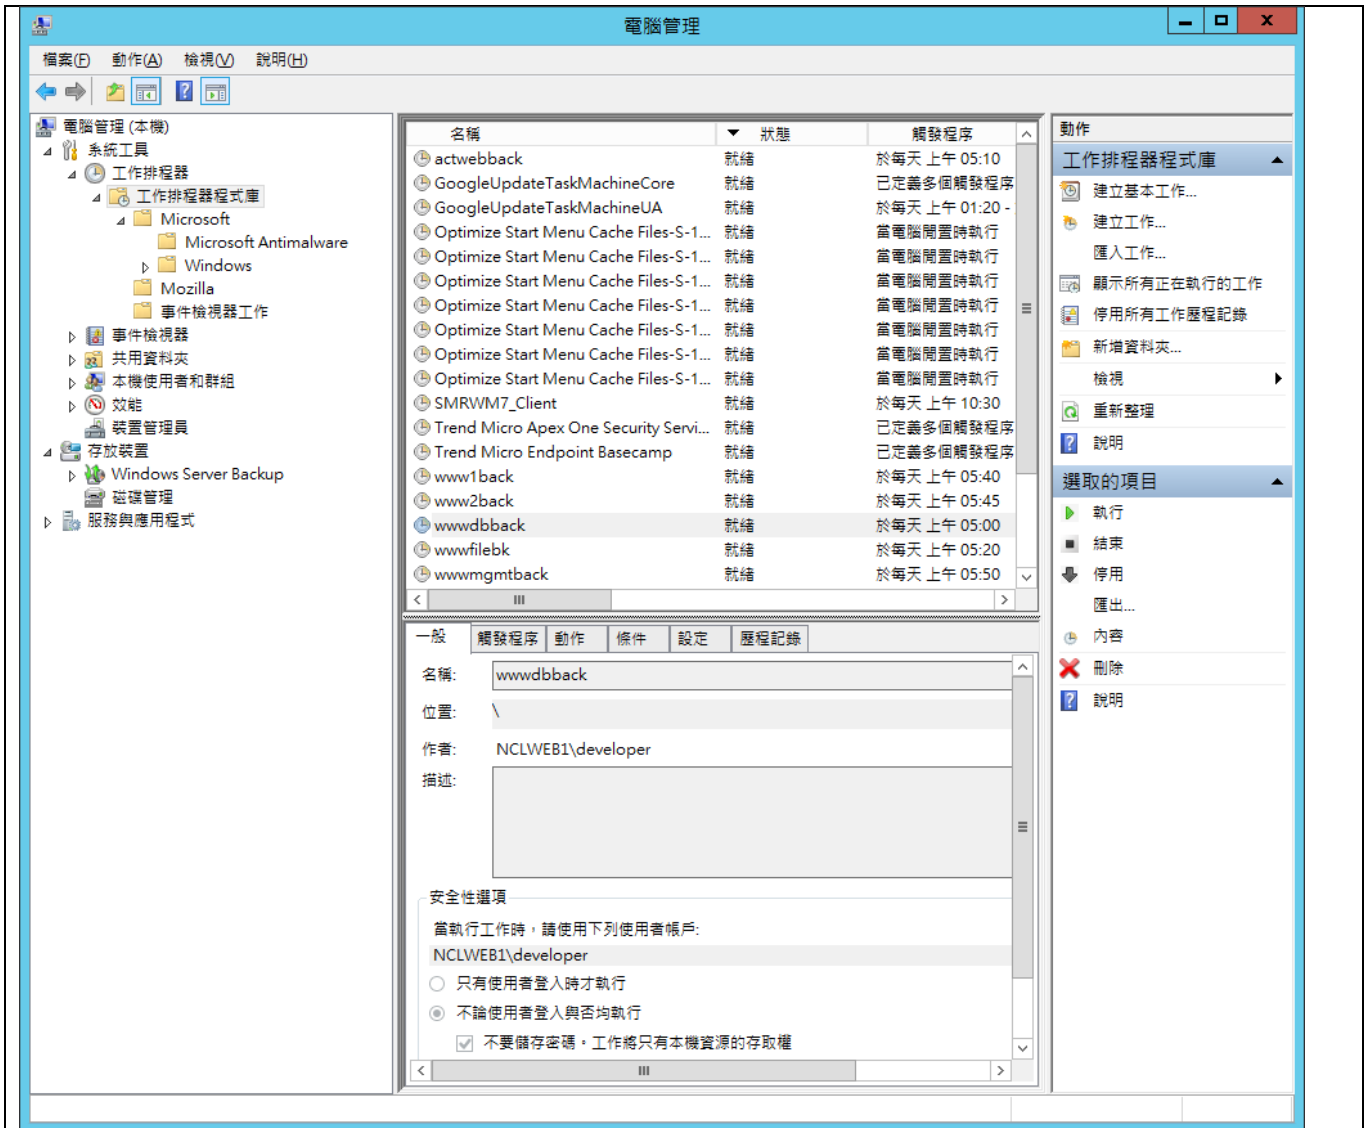 電腦管理
檔案(F) 動作(A) 檢視(V) 說明(H)
電腦管理 (本機)
系統工具
工作排程器
工作排程器程式庫
Microsoft
Microsoft Antimalware
Windows
Mozilla
事件檢視器工作
事件檢視器
共用資料夾
本機使用者和群組
效能
裝置管理員
存放裝置
Windows Server Backup
磁碟管理
服務與應用程式
名稱 狀態 觸發程序
actwebback 就緒 於每天 上午 05:10
GoogleUpdateTaskMachineCore 就緒 已定義多個觸發程序
GoogleUpdateTaskMachineUA 就緒 於每天 上午 01:20 -
Optimize Start Menu Cache Files-S-1... 就緒 當電腦閒置時執行
Optimize Start Menu Cache Files-S-1... 就緒 當電腦閒置時執行
Optimize Start Menu Cache Files-S-1... 就緒 當電腦閒置時執行
Optimize Start Menu Cache Files-S-1... 就緒 當電腦閒置時執行
Optimize Start Menu Cache Files-S-1... 就緒 當電腦閒置時執行
Optimize Start Menu Cache Files-S-1... 就緒 當電腦閒置時執行
Optimize Start Menu Cache Files-S-1... 就緒 當電腦閒置時執行
SMRWM7_Client 就緒 於每天 上午 10:30
Trend Micro Apex One Security Servi... 就緒 已定義多個觸發程序
Trend Micro Endpoint Basecamp 就緒 已定義多個觸發程序
www1back 就緒 於每天 上午 05:40
www2back 就緒 於每天 上午 05:45
wwwdbback 就緒 於每天 上午 05:00
wwwfilebk 就緒 於每天 上午 05:20
wwwmgmtback 就緒 於每天 上午 05:50
一般 觸發程序 動作 條件 設定 歷程記錄
名稱: wwwdbback
位置: \
作者: NCLWEB1\developer
描述:
安全性選項
當執行工作時，請使用下列使用者帳戶:
NCLWEB1\developer
只有使用者登入時才執行
不論使用者登入與否均執行
不要儲存密碼。工作將只有本機資源的存取權
動作
工作排程器程式庫
建立基本工作...
建立工作...
匯入工作...
顯示所有正在執行的工作
停用所有工作歷程記錄
新增資料夾...
檢視
重新整理
說明
選取的項目
執行
結束
停用
匯出...
內容
刪除
說明